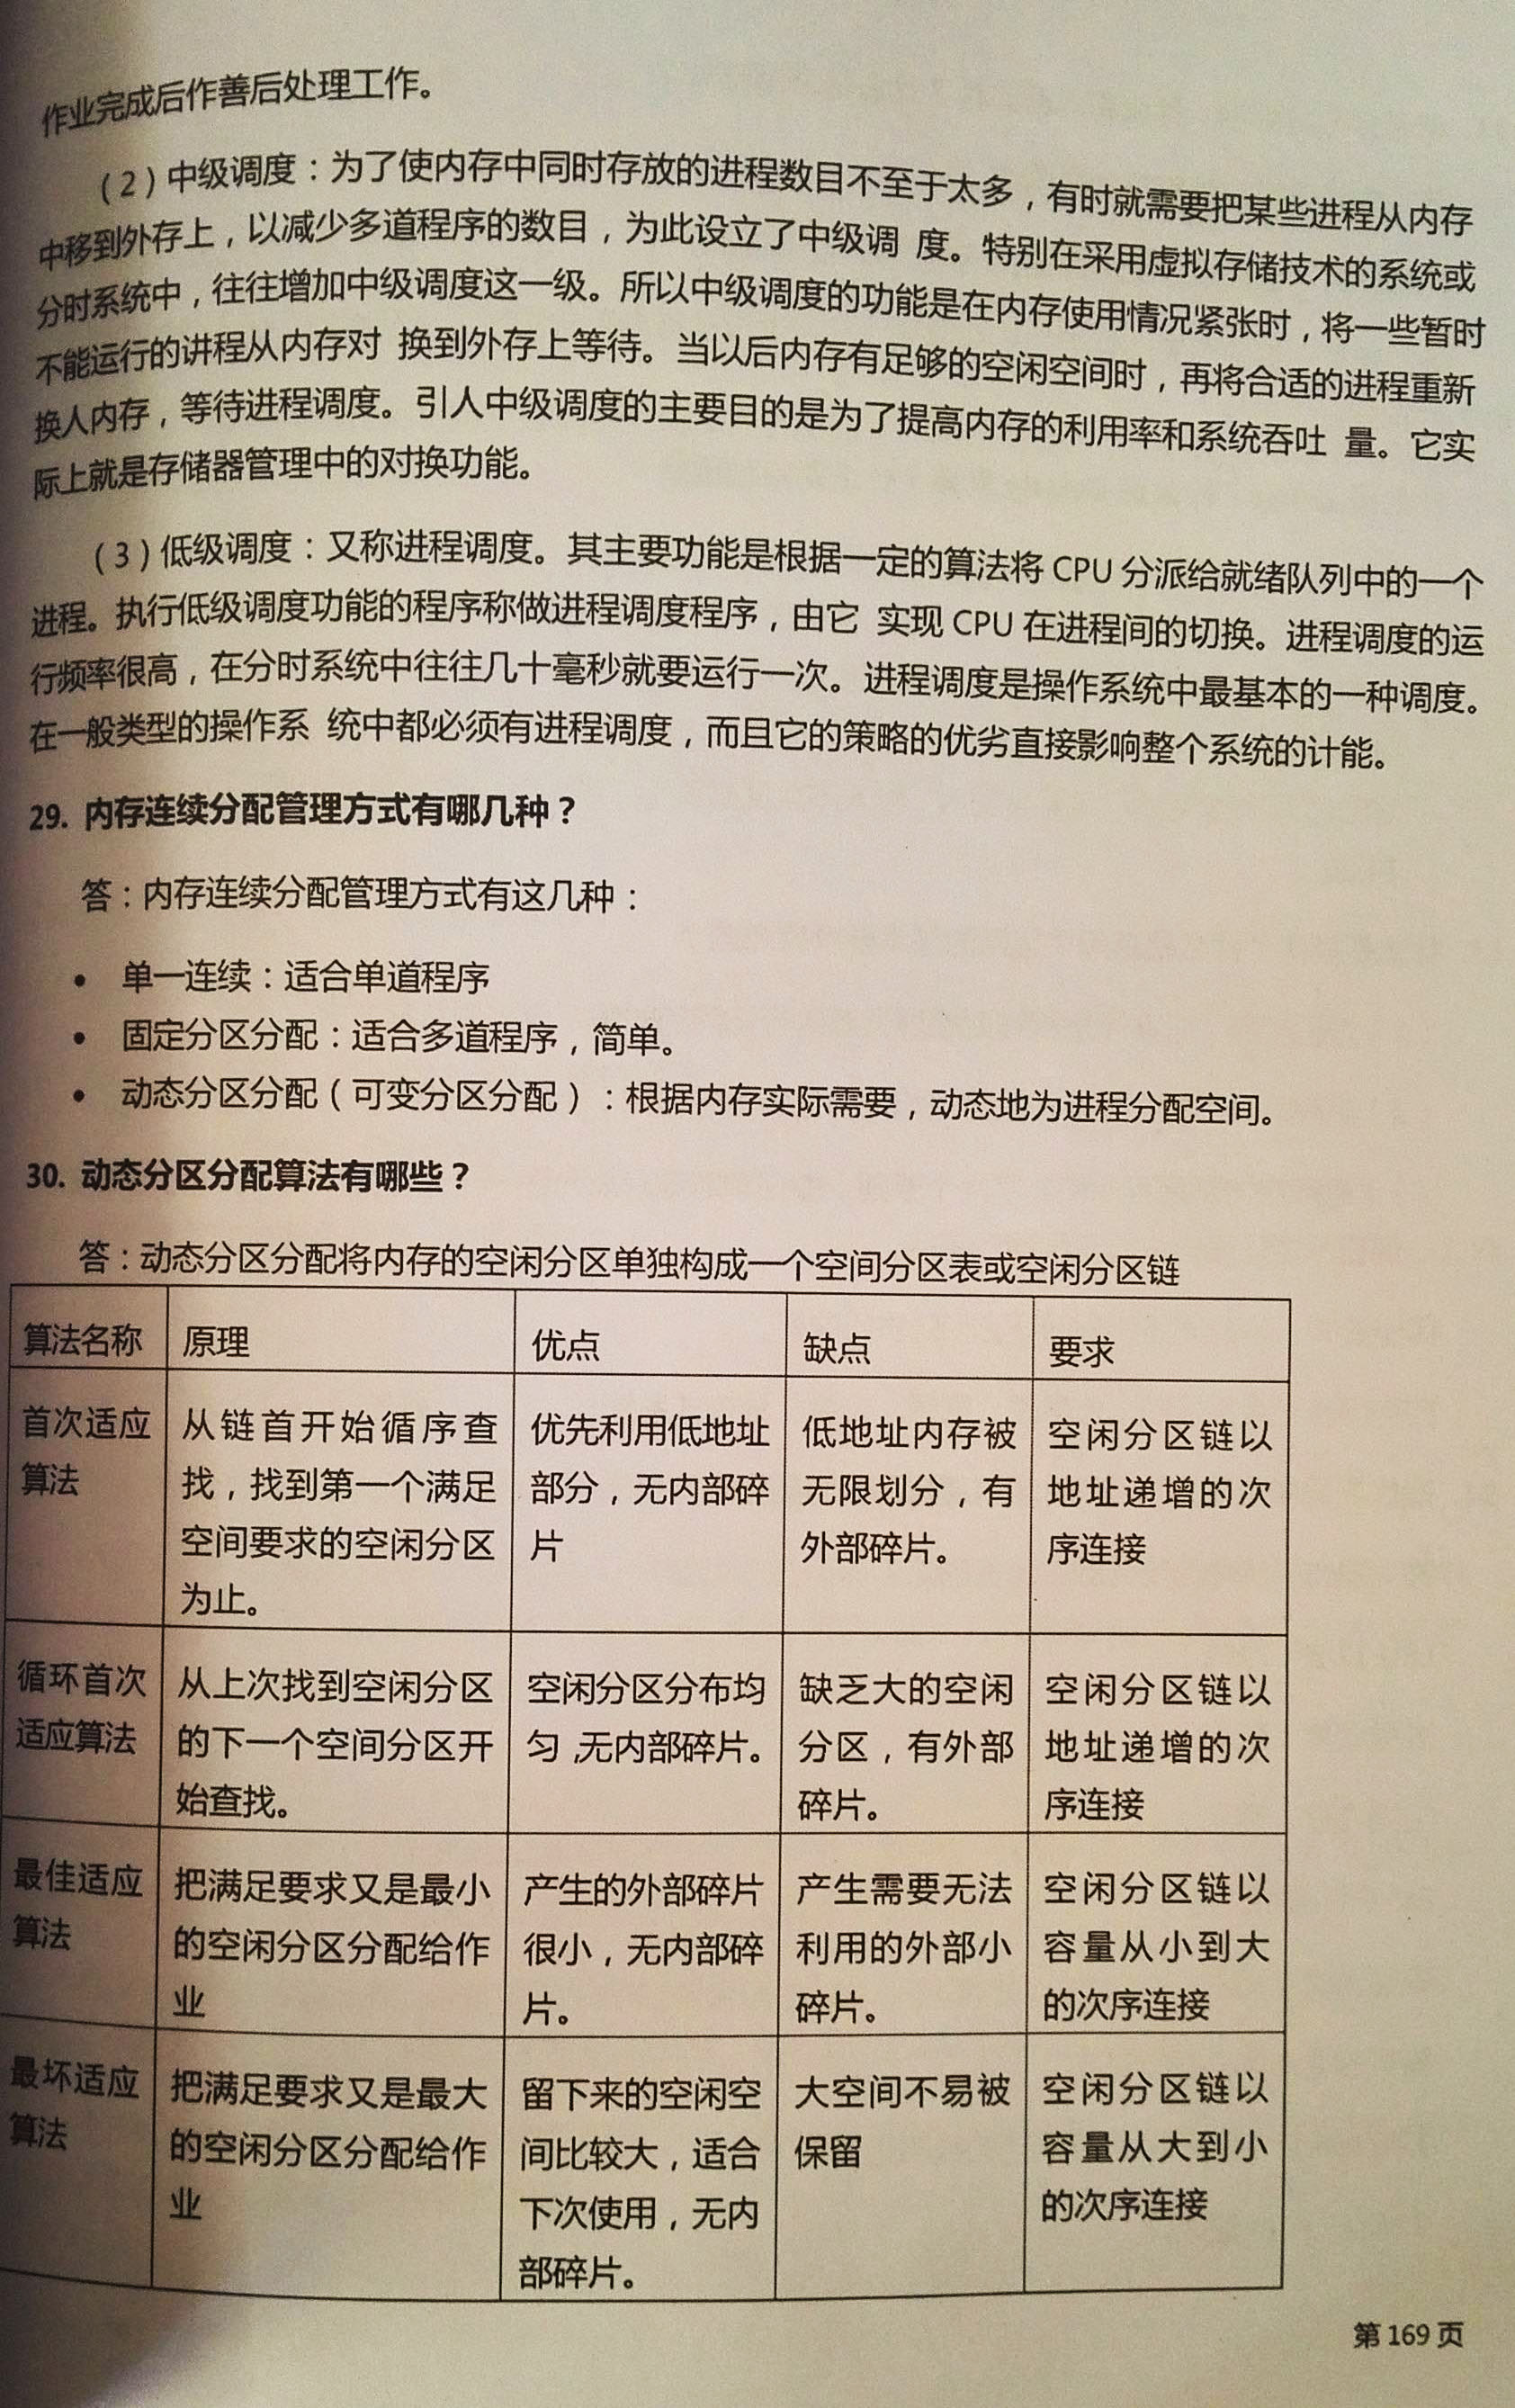 作业完成后作善后处理工作。
（2）中级调度：为了使内存中同时存放的进程数目不至于太多，有时就需要把某些进程从内存
中移到外存上，以减少多道程序的数目，为此设立了中级调 度。特别在采用虚拟存储技术的系统或
分时系统中，往往增加中级调度这一级。所以中级调度的功能是在内存使用情况紧张时，将一些暂时
不能运行的讲程从内存对 换到外存上等待。当以后内存有足够的空闲空间时，再将合适的进程重新
换人内存，等待进程调度。引人中级调度的主要目的是为了提高内存的利用率和系统吞吐 量。它实
际上就是存储器管理中的对换功能。
（3）低级调度：又称进程调度。其主要功能是根据一定的算法将 CPU 分派给就绪队列中的一个
进程。执行低级调度功能的程序称做进程调度程序，由它 实现 CPU 在进程间的切换。进程调度的运
行频率很高，在分时系统中往往几十毫秒就要运行一次。进程调度是操作系统中最基本的一种调度。
在一般类型的操作系 统中都必须有进程调度，而且它的策略的优劣直接影响整个系统的计能。
29. 内存连续分配管理方式有哪几种？
答：内存连续分配管理方式有这几种：
• 单一连续：适合单道程序
• 固定分区分配：适合多道程序，简单。
• 动态分区分配（可变分区分配）：根据内存实际需要，动态地为进程分配空间。
30. 动态分区分配算法有哪些？
答：动态分区分配将内存的空闲分区单独构成一个空间分区表或空闲分区链
算法名称 原理 优点 缺点 要求
首次适应 从链首开始循序查 优先利用低地址 低地址内存被 空闲分区链以
算法 找，找到第一个满足 部分，无内部碎 无限划分，有 地址递增的次
空间要求的空闲分区 片 外部碎片。 序连接
为止。
循环首次 从上次找到空闲分区 空闲分区分布均 缺乏大的空闲 空闲分区链以
适应算法 的下一个空间分区开 匀，无内部碎片。 分区，有外部 地址递增的次
始查找。 碎片。 序连接
最佳适应 把满足要求又是最小 产生的外部碎片 产生需要无法 空闲分区链以
算法 的空闲分区分配给作 很小，无内部碎 利用的外部小 容量从小到大
业 片。 碎片。 的次序连接
最坏适应 把满足要求又是最大 留下来的空闲空 大空间不易被 空闲分区链以
算法 的空闲分区分配给作 间比较大，适合 保留 容量从大到小
业 下次使用，无内 的次序连接
部碎片。
第 169 页